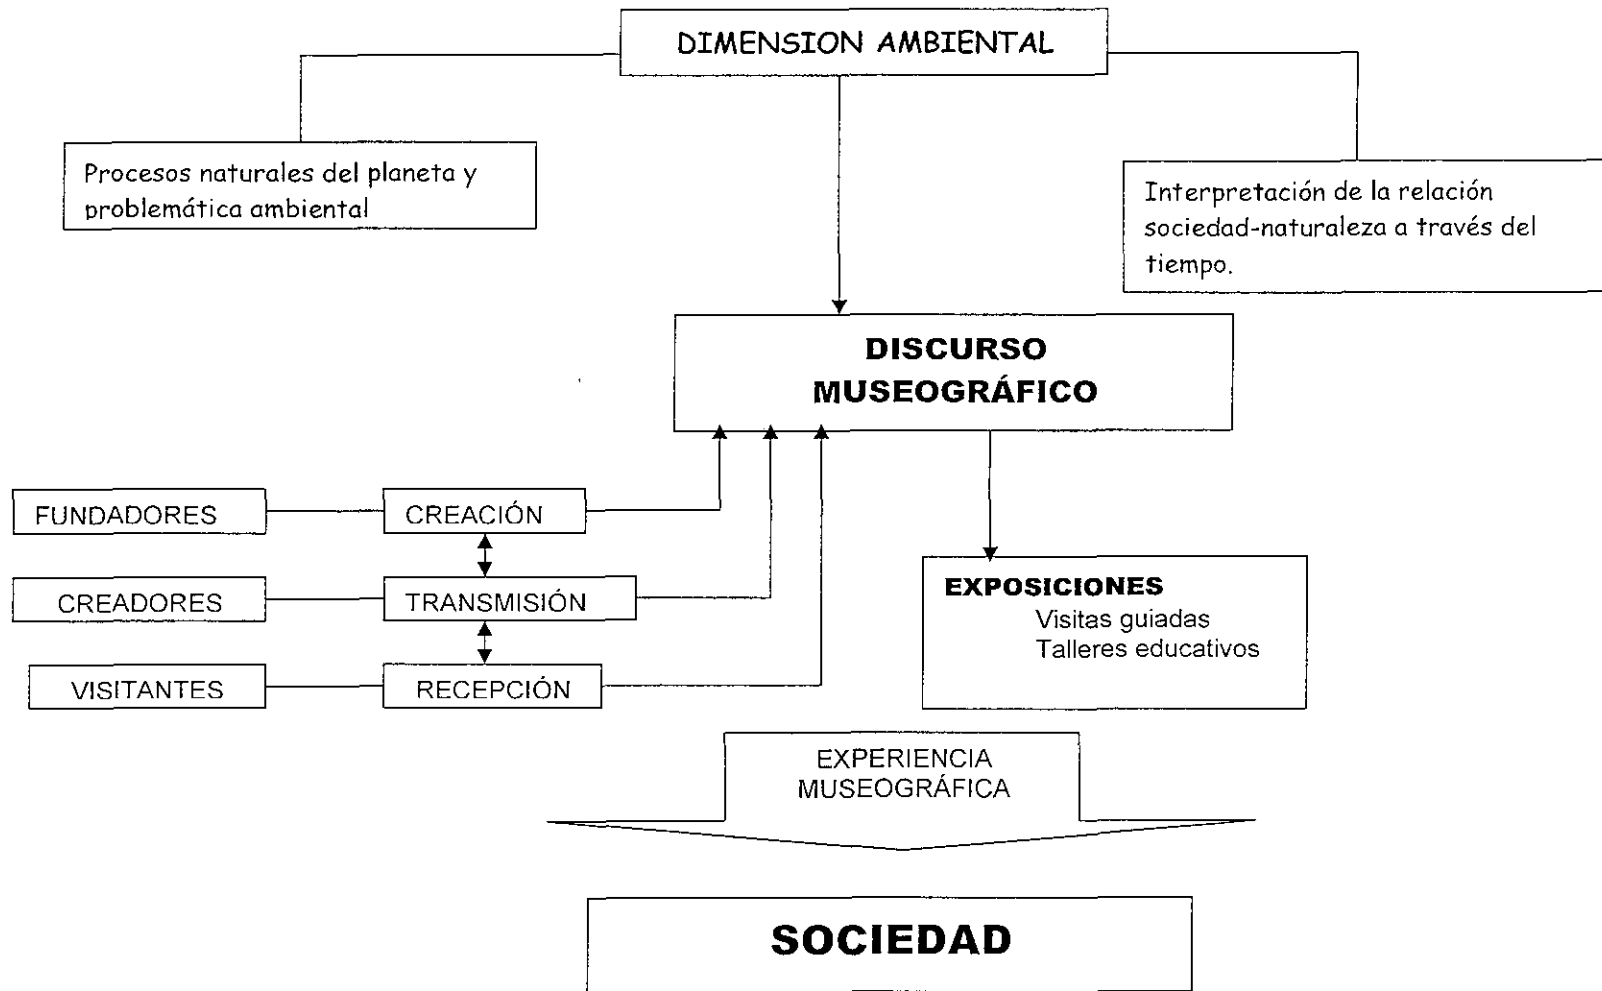 DIMENSION AMBIENTAL
Procesos naturales del planeta y
problemática ambiental
Interpretación de la relación
sociedad-naturaleza a través del
tiempo.
DISCURSO
MUSEOGRÁFICO
FUNDADORES
CREACIÓN
CREADORES
TRANSMISIÓN
VISITANTES
RECEPCIÓN
EXPOSICIONES
Visitas guiadas
Talleres educativos
EXPERIENCIA
MUSEOGRÁFICA
SOCIEDAD